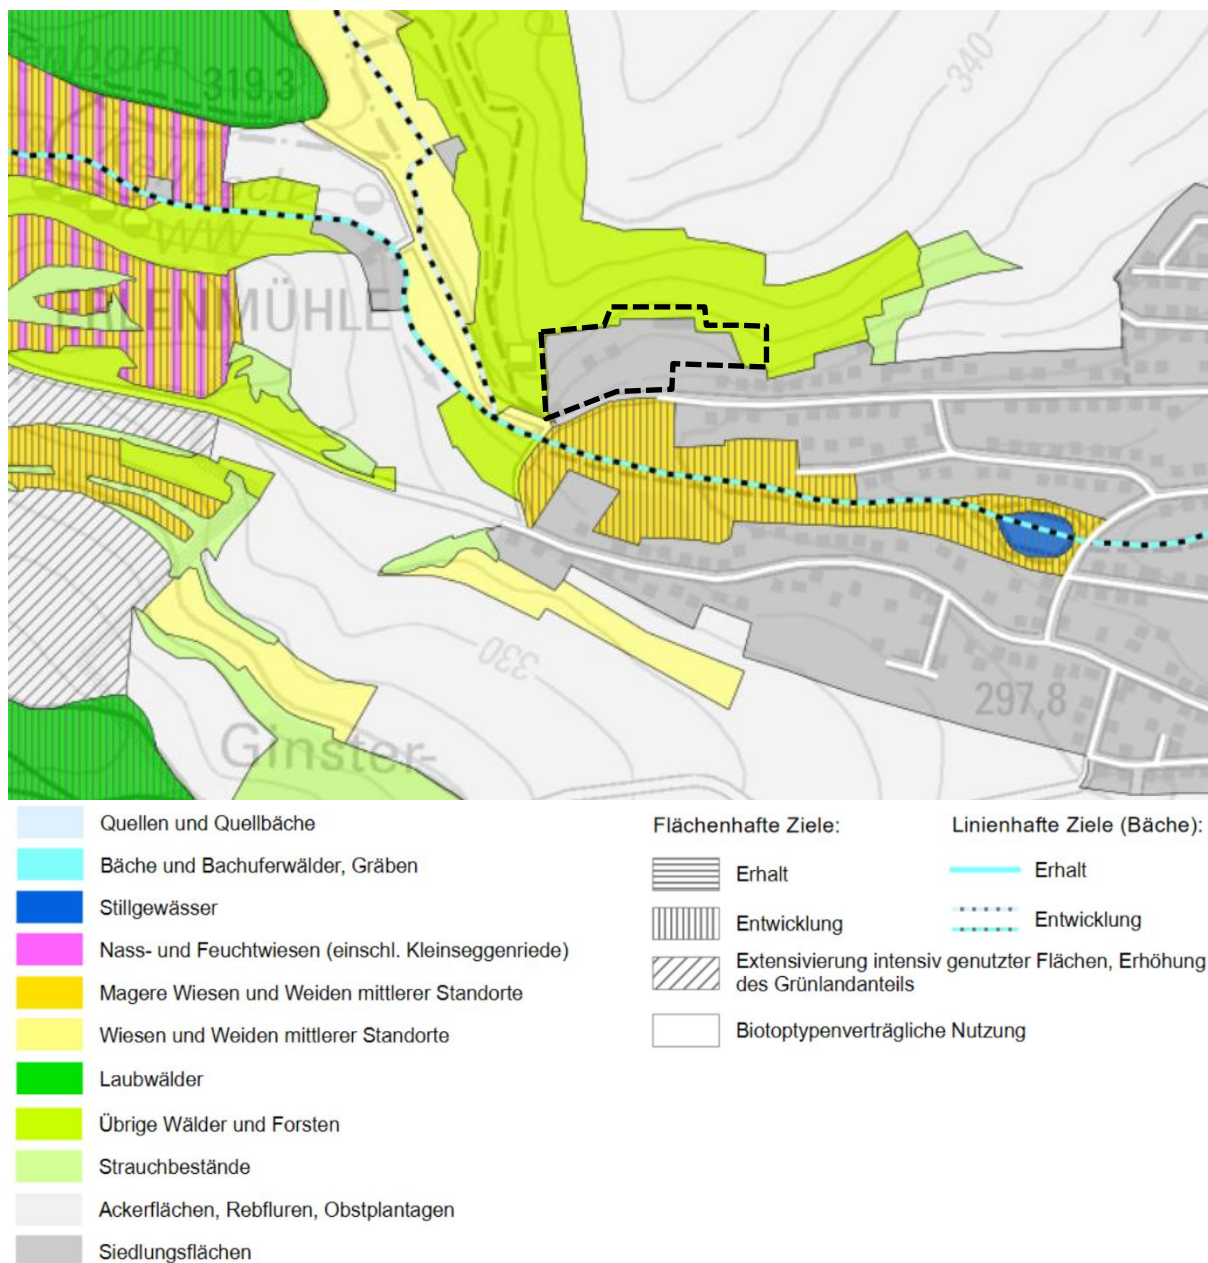 319,3
340
WW
ENMÜHLE
330
297,8
Ginster-
Quellen und Quellbäche
Bäche und Bachuferwälder, Gräben
Stillgewässer
Nass- und Feuchtwiesen (einschl. Kleinseggenriede)
Magere Wiesen und Weiden mittlerer Standorte
Wiesen und Weiden mittlerer Standorte
Laubwälder
Übrige Wälder und Forsten
Strauchbestände
Ackerflächen, Rebfluren, Obstplantagen
Siedlungsflächen
Flächenhafte Ziele:
Erhalt
Entwicklung
Extensivierung intensiv genutzter Flächen, Erhöhung
des Grünlandanteils
Biotoptypenverträgliche Nutzung
Linienhafte Ziele (Bäche):
Erhalt
Entwicklung